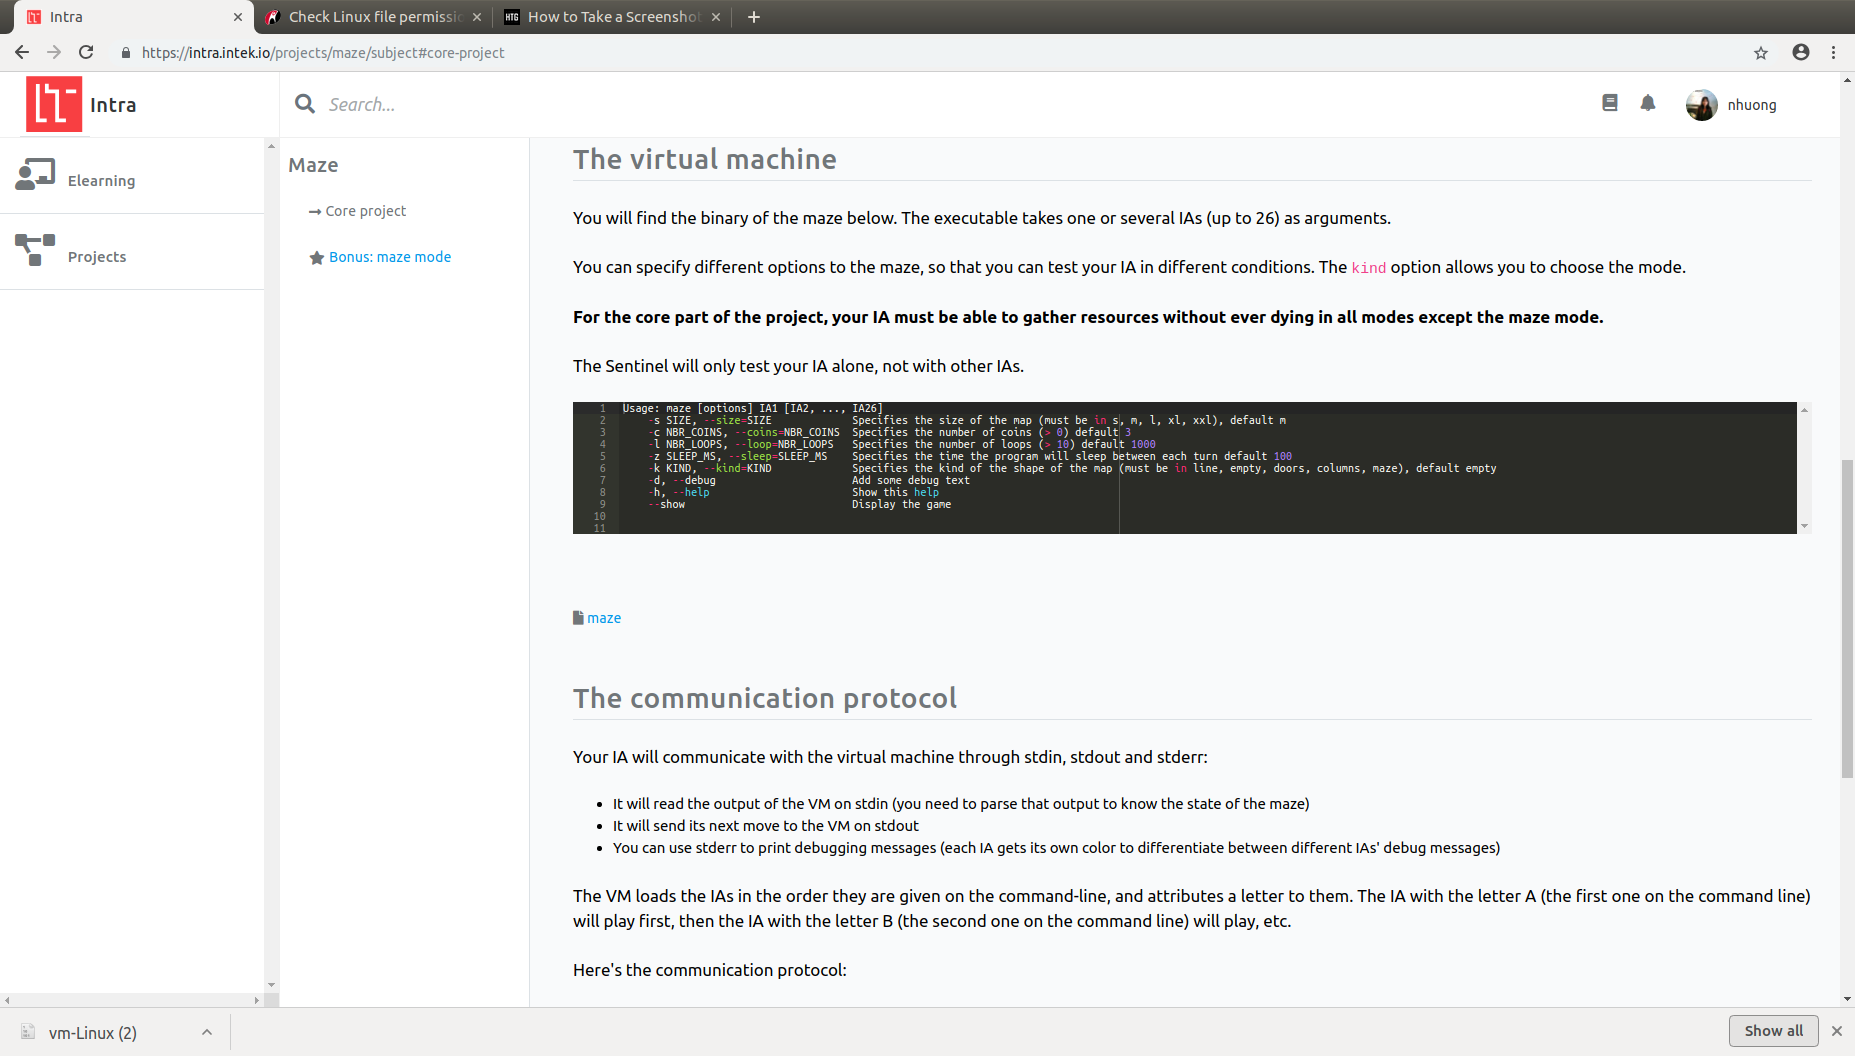 Intra
Check Linux file permissio
How to Take a Screenshot
https://intra.intek.io/projects/maze/subject#core-project
Intra
Search...
nhuong
Elearning
Projects
Maze
Core project
Bonus: maze mode
The virtual machine
You will find the binary of the maze below. The executable takes one or several IAs (up to 26) as arguments.
You can specify different options to the maze, so that you can test your IA in different conditions. The kind option allows you to choose the mode.
For the core part of the project, your IA must be able to gather resources without ever dying in all modes except the maze mode.
The Sentinel will only test your IA alone, not with other IAs.
1 Usage: maze [options] IA1 [IA2, ..., IA26]
2 -s SIZE, --size=SIZE Specifies the size of the map (must be in s, m, l, xl, xxl), default m
3 -c NBR_COINS, --coins=NBR_COINS Specifies the number of coins (> 0) default 3
4 -l NBR_LOOPS, --loop=NBR_LOOPS Specifies the number of loops (> 10) default 1000
5 -z SLEEP_MS, --sleep=SLEEP_MS Specifies the time the program will sleep between each turn default 100
6 -k KIND, --kind=KIND Specifies the kind of the shape of the map (must be in line, empty, doors, columns, maze), default empty
7 -d, --debug Add some debug text
8 -h, --help Show this help
9 --show Display the game
10
11
maze
The communication protocol
Your IA will communicate with the virtual machine through stdin, stdout and stderr:
• It will read the output of the VM on stdin (you need to parse that output to know the state of the maze)
• It will send its next move to the VM on stdout
• You can use stderr to print debugging messages (each IA gets its own color to differentiate between different IAs' debug messages)
The VM loads the IAs in the order they are given on the command-line, and attributes a letter to them. The IA with the letter A (the first one on the command line)
will play first, then the IA with the letter B (the second one on the command line) will play, etc.
Here's the communication protocol:
vm-Linux (2)
Show all